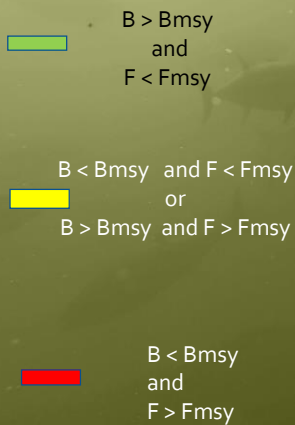 B > Bmsy
and
F < Fmsy
B < Bmsy and F < Fmsy
or
B > Bmsy and F > Fmsy
B < Bmsy
and
F > Fmsy